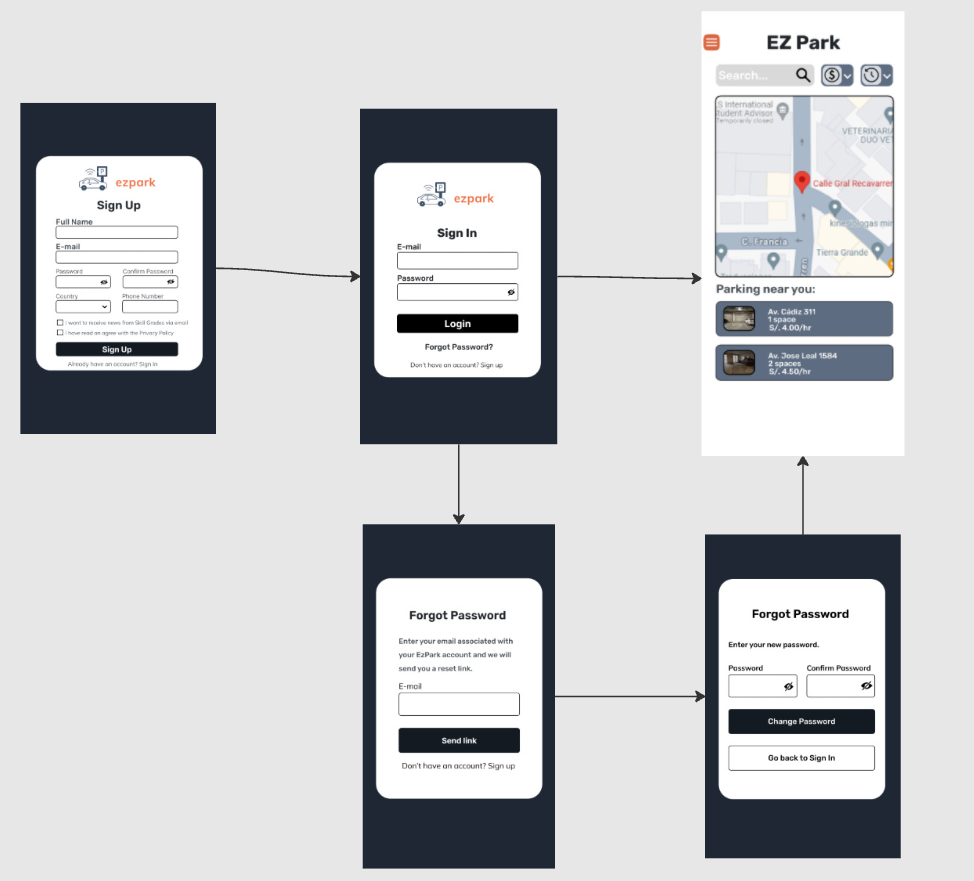 P
ezpark
Sign Up
Full Name
E-mail
Password
Confirm Password
Country
Phone Number
I want to receive news from Skill Grades via email
I have read an agree with the Privacy Policy
Sign Up
Already have an account? Sign In
P
ezpark
Sign In
E-mail
Password
Login
Forgot Password?
Don't have an account? Sign up
EZ Park
Search...
$
S International
tudent Advisor
Temporarily closed
VETERINARIA
DUO VET
Calle Gral Recavarren
C. Francia
Tierra Grande
Parking near you:
Av. Cádiz 311
1 space
S/. 4.00/hr
Av. Jose Leal 1584
2 spaces
S/. 4.50/hr
Forgot Password
Enter your email associated with
your EzPark account and we will
send you a reset link.
E-mail
Send link
Don't have an account? Sign up
Forgot Password
Enter your new password.
Password
Confirm Password
Change Password
Go back to Sign In